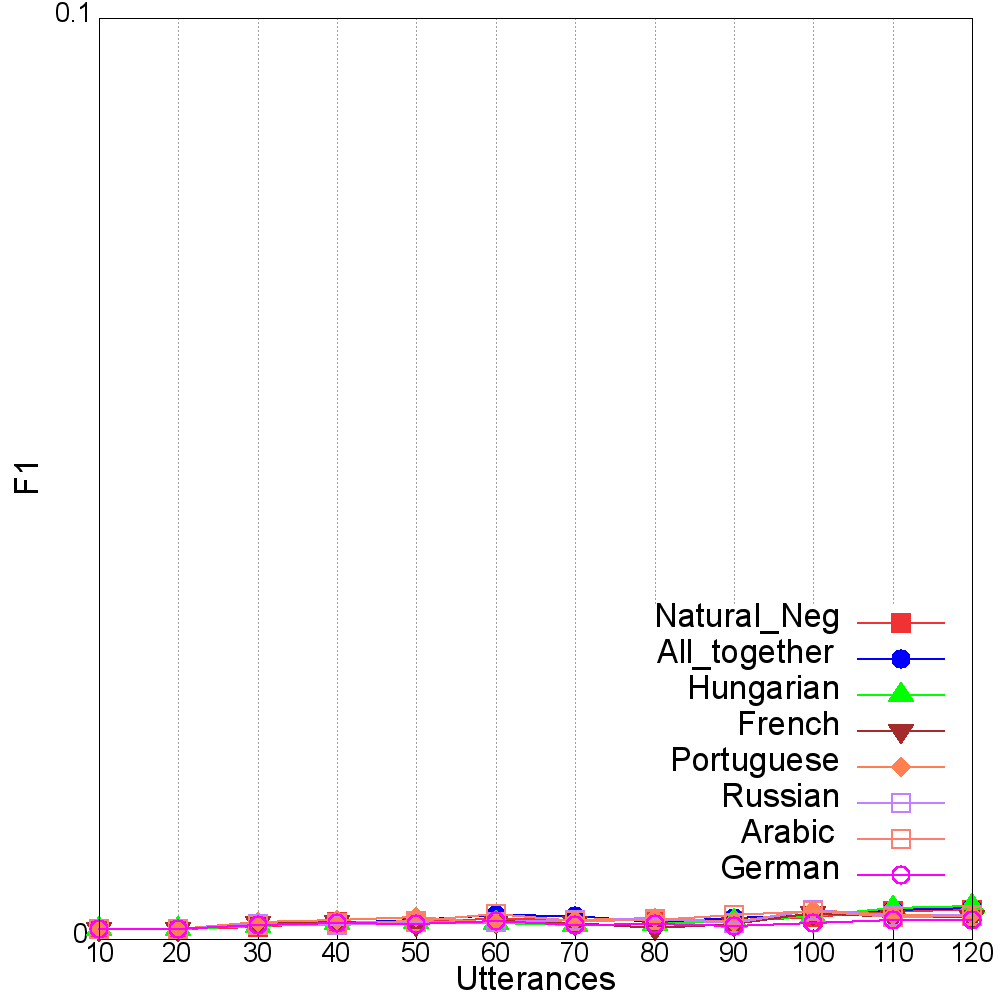 0.1
F1
Natural_Neg
All_together
Hungarian
French
Portuguese
Russian
Arabic
German
0
10 20 30 40 50 60 70 80 90 100 110 120
Utterances